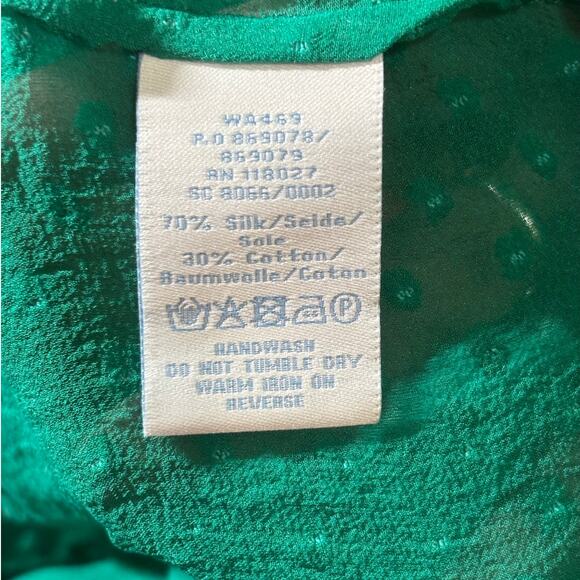 WA469
P.O 869078/
869079
RN 118027
SC 8066/0002
70% Silk/Seide/
Soie
30% Cotton/
Baumwolle/Coton
P
HANDWASH
DO NOT TUMBLE DRY
WARM IRON ON
REVERSE